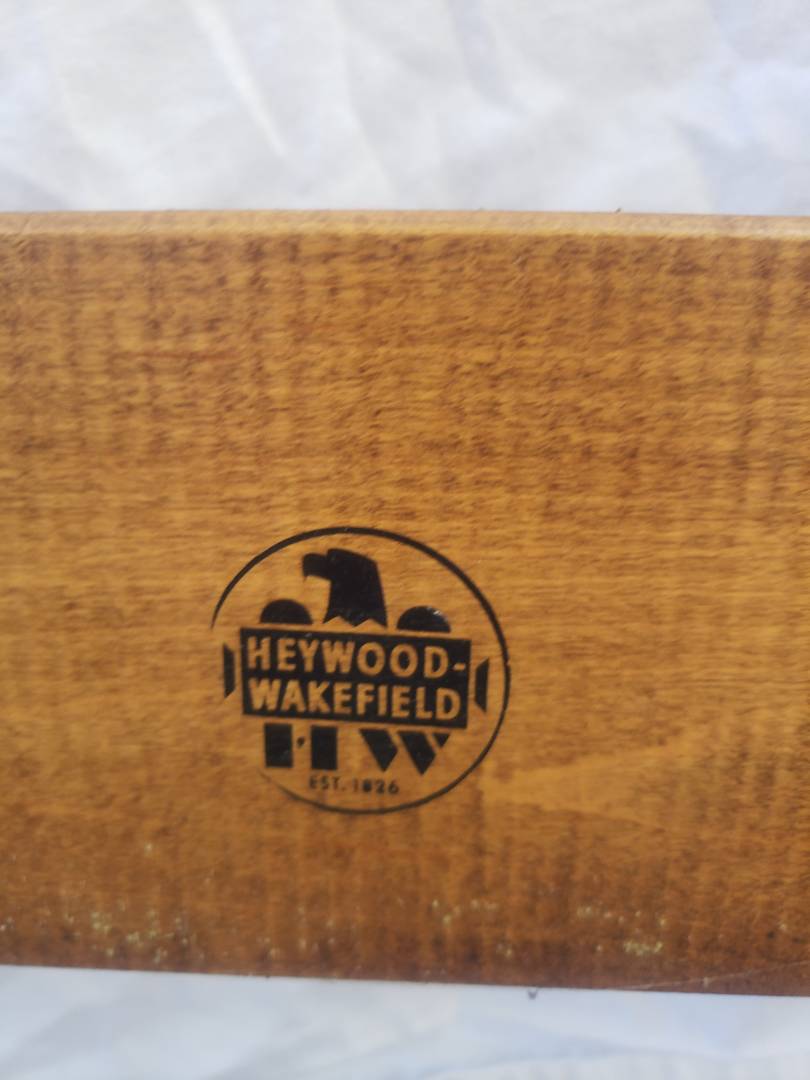 HEYWOOD-
WAKEFIELD
HW
EST. 1826